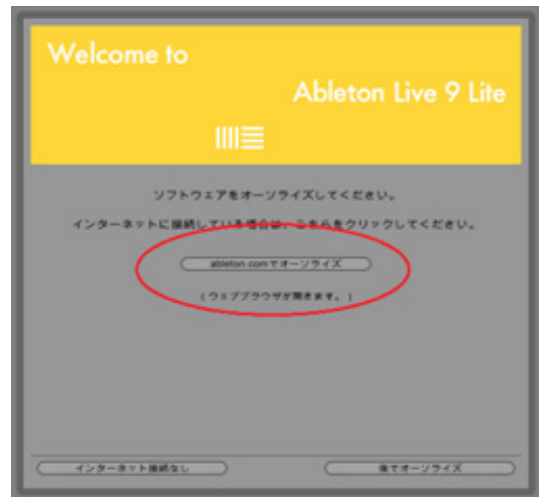 Welcome to
Ableton Live 9 Lite
ソフトウェアをオーソライズしてください。
インターネットに接続している場合は、こちらをクリックしてください。
ableton.comでオーソライズ
(ウェブブラウザが開きます。)
インターネット接続なし
後でオーソライズ